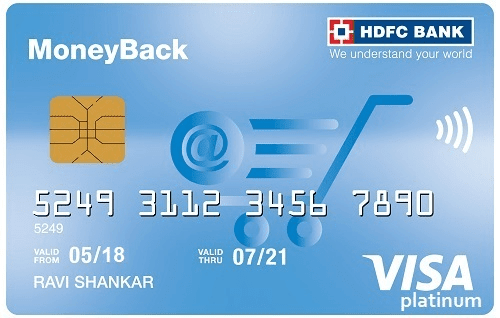 MoneyBack
HDFC BANK
We understand your world
@
5249 3112 3456 7890
5249
VALID FROM 05/18 VALID THRU 07/21
RAVI SHANKAR
VISA
platinum